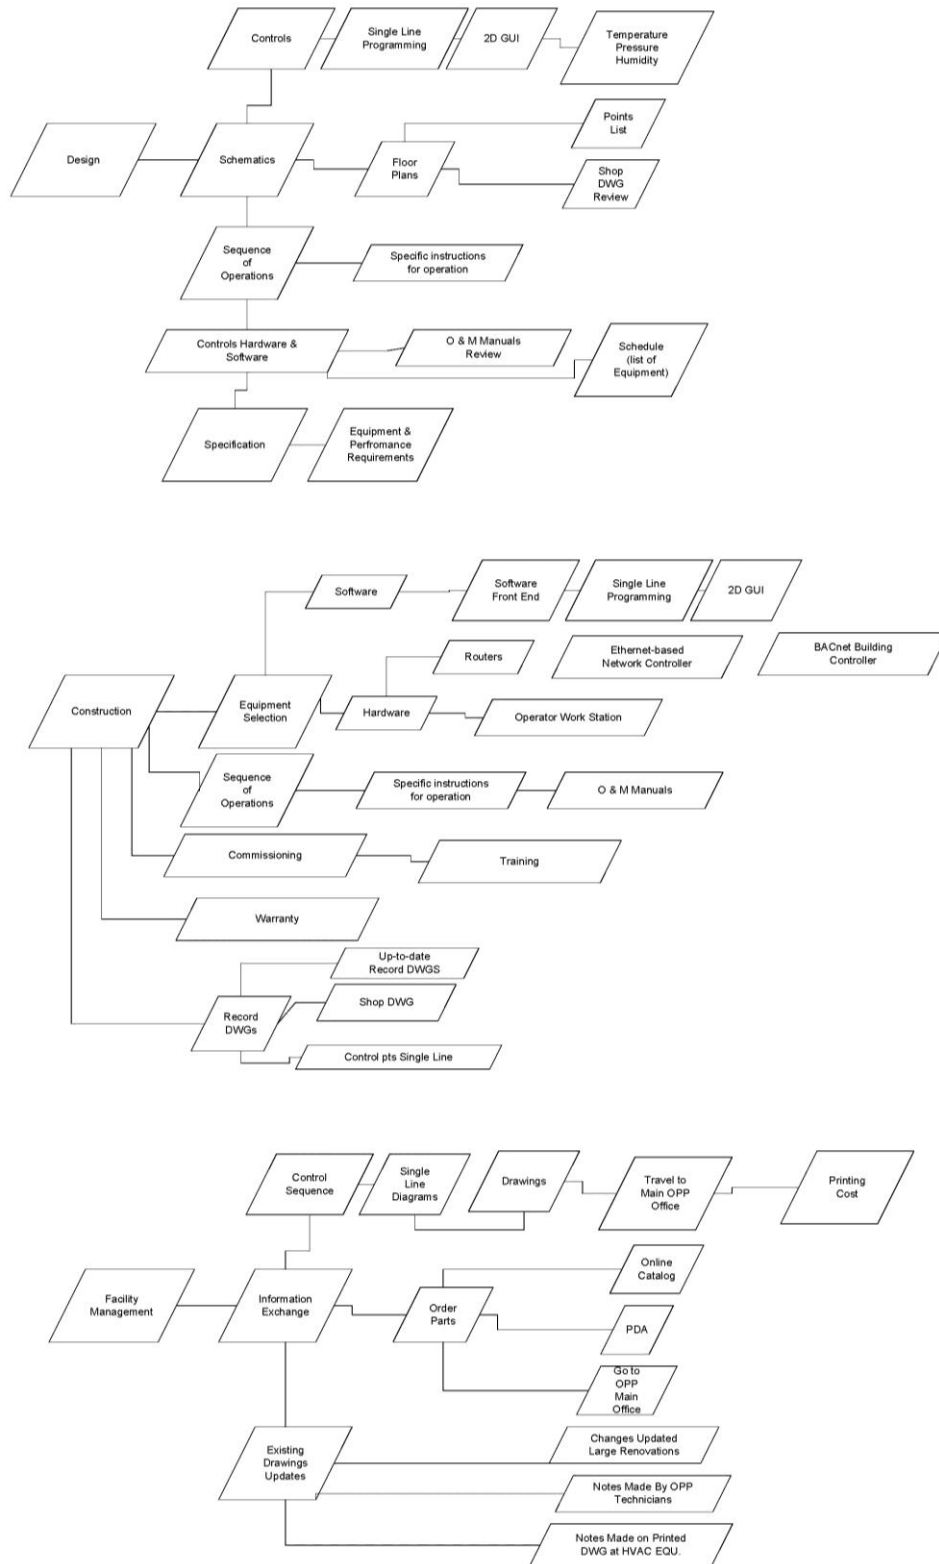 Controls
Single Line
Programming
2D GUI
Temperature
Pressure
Humidity
Points
List
Design
Schematics
Floor
Plans
Shop
DWG
Review
Sequence
of
Operations
Specific instructions
for operation
Controls Hardware &
Software
O & M Manuals
Review
Schedule
(list of
Equipment)
Specification
Equipment &
Perfromance
Requirements
Software
Software
Front End
Single Line
Programming
2D GUI
Routers
Ethernet-based
Network Controller
BACnet Building
Controller
Construction
Equipment
Selection
Hardware
Operator Work Station
Sequence
of
Operations
Specific instructions
for operation
O & M Manuals
Commissioning
Training
Warranty
Up-to-date
Record DWGS
Record
DWGs
Shop DWG
Control pts Single Line
Control
Sequence
Single
Line
Diagrams
Drawings
Travel to
Main OPP
Office
Printing
Cost
Online
Catalog
Facility
Management
Information
Exchange
Order
Parts
PDA
Go to
OPP
Main
Office
Existing
Drawings
Updates
Changes Updated
Large Renovations
Notes Made By OPP
Technicians
Notes Made on Printed
DWG at HVAC EQU.